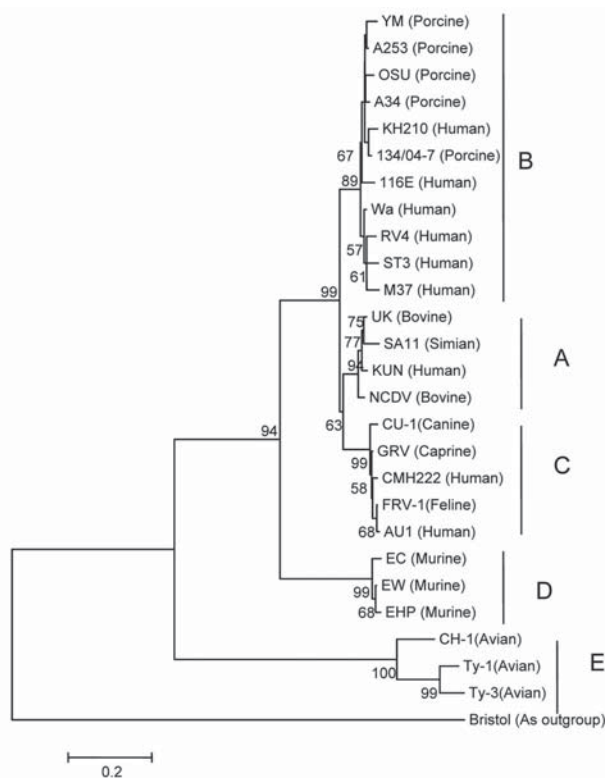 YM (Porcine)
A253 (Porcine)
OSU (Porcine)
A34 (Porcine)
KH210 (Human)
134/04-7 (Porcine)
67
B
89
116E (Human)
Wa (Human)
RV4 (Human)
57
ST3 (Human)
61
M37 (Human)
99
UK (Bovine)
75
SA11 (Simian)
77
A
KUN (Human)
94
NCDV (Bovine)
63
CU-1(Canine)
94
GRV (Caprine)
99
C
CMH222 (Human)
58
FRV-1(Feline)
AU1 (Human)
68
EC (Murine)
EW (Murine)
99
D
EHP (Murine)
68
CH-1(Avian)
E
Ty-1(Avian)
100
Ty-3(Avian)
99
Bristol (As outgroup)
0.2